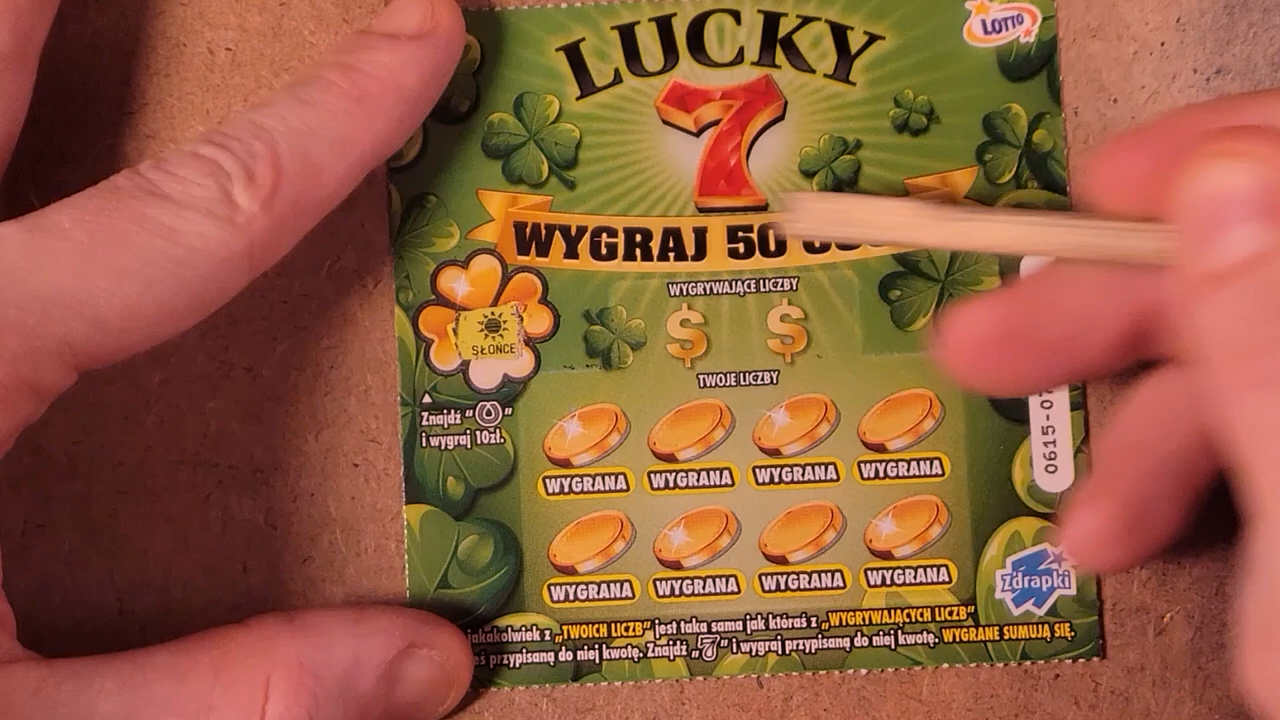 LUCKY
7
LOTTO
WYGRAJ 50
WYGRYWAJĄCE LICZBY
$ $
SŁOŃCE
TWOJE LICZBY
Znajdź " "
i wygraj 10zł.
WYGRANA WYGRANA WYGRANA WYGRANA
WYGRANA WYGRANA WYGRANA WYGRANA
0615-0
Zdrapki
jakakolwiek z „TWOICH LICZB" jest taka sama jak któraś z „WYGRYWAJĄCYCH LICZB"
przypisaną do niej kwotę. Znajdź „7" i wygraj przypisaną do niej kwotę. WYGRANE SUMUJĄ SIĘ.